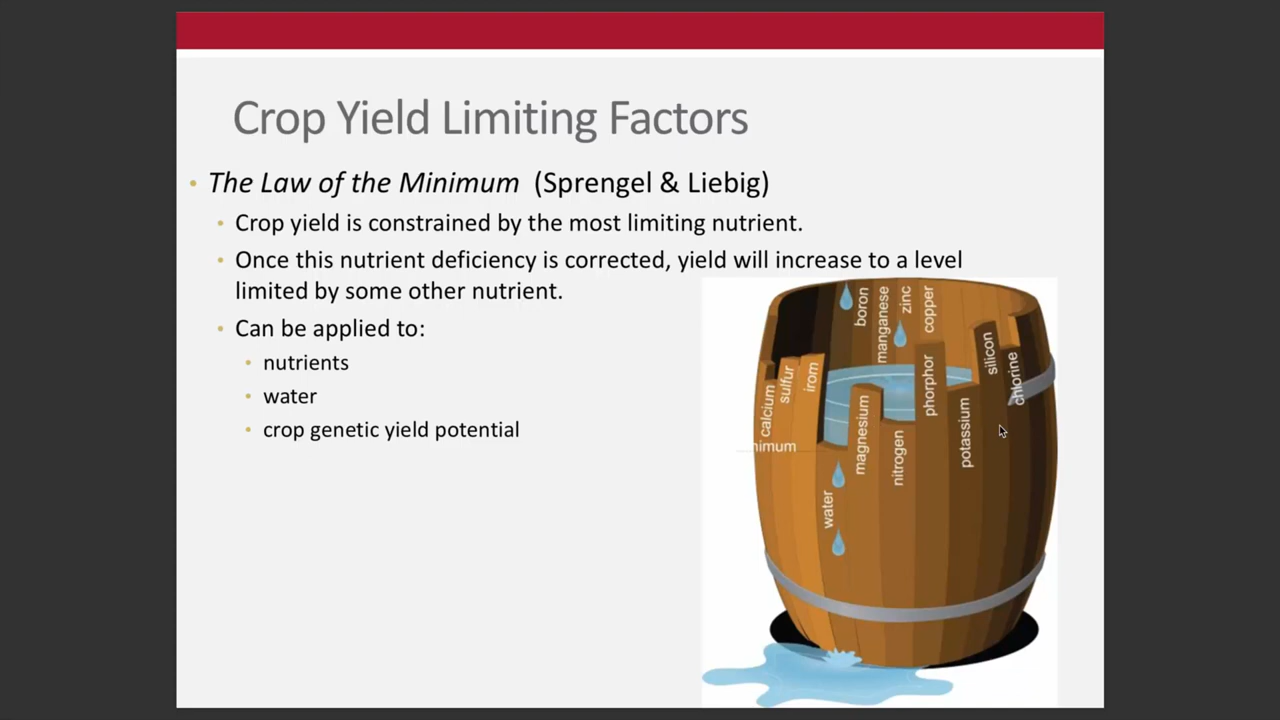 Crop Yield Limiting Factors
• The Law of the Minimum (Sprengel & Liebig)
• Crop yield is constrained by the most limiting nutrient.
• Once this nutrient deficiency is corrected, yield will increase to a level
limited by some other nutrient.
• Can be applied to:
• nutrients
• water
• crop genetic yield potential
boron
manganese
zinc
copper
calcium
sulfur
irom
phosphor
silicon
chlorine
nimum
magnesium
nitrogen
potassium
water